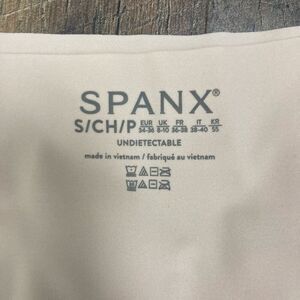 SPANX®
S/CH/P EUR UK FR IT KR
34-36 8-10 36-38 38-40 55
UNDIETECTABLE
made in vietnam / fabriqué au vietnam